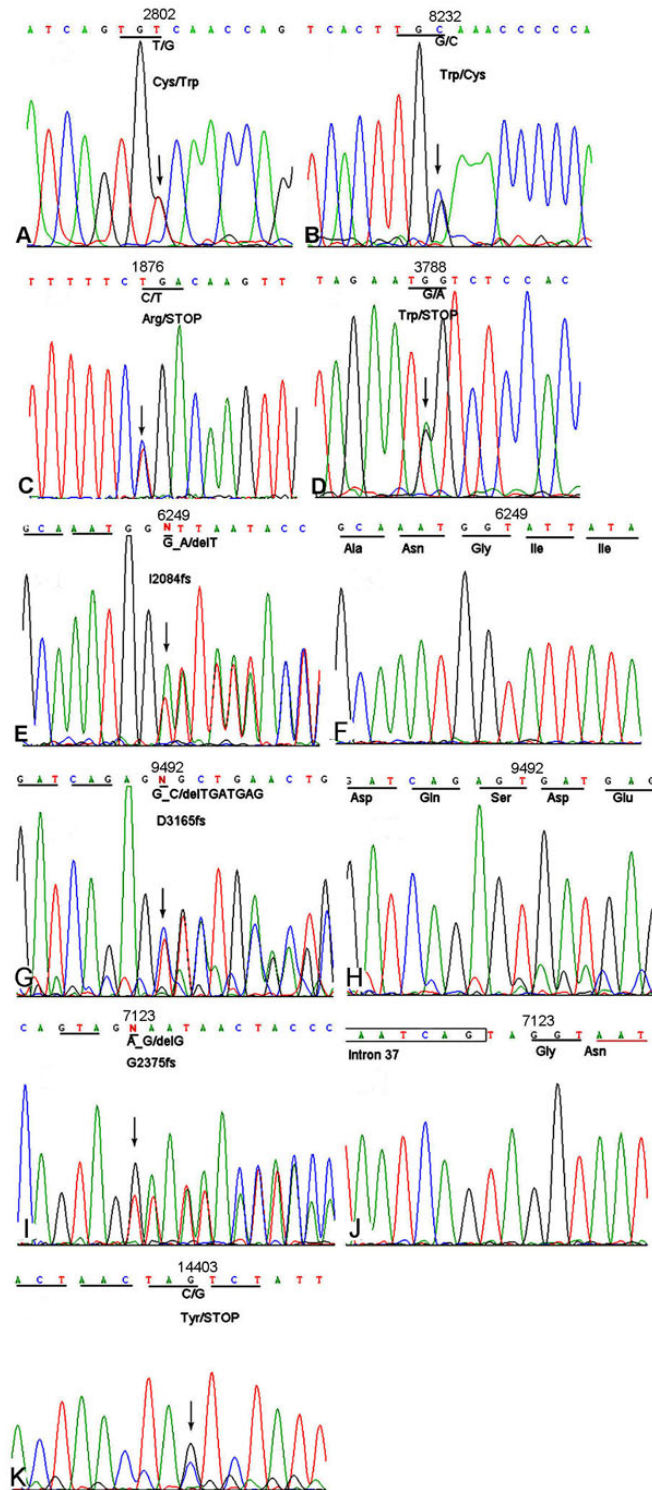 2802
A T C A G T G T C A A C C A G
T/G
Cys/Trp
A
8232
T C A C T T G C A A A C C C C C A
G/C
Trp/Cys
B
1876
T T T T T C T G A C A A G T T
C/T
Arg/STOP
C
3788
T A G A A T G G T C T C C A C
G/A
Trp/STOP
D
6249
G C A A A T G G N T T A A T A C C
G_A/delT
I2084fs
E
6249
G C A A A T G G T A T T A T A
Ala Asn Gly Ile Ile
F
9492
G A T C A G A G N G C T G A A C T G
G_C/delTGATGAG
D3165fs
G
9492
G A T C A G A G T G A T G A G
Asp Gln Ser Asp Glu
H
7123
C A G T A G N A A T A A C T A C C C
A_G/delG
G2375fs
I
7123
A A T C A G T A G G T A A T
Intron 37 Gly Asn
J
14403
A C T A A C T A G T C T A T T
C/G
Tyr/STOP
K